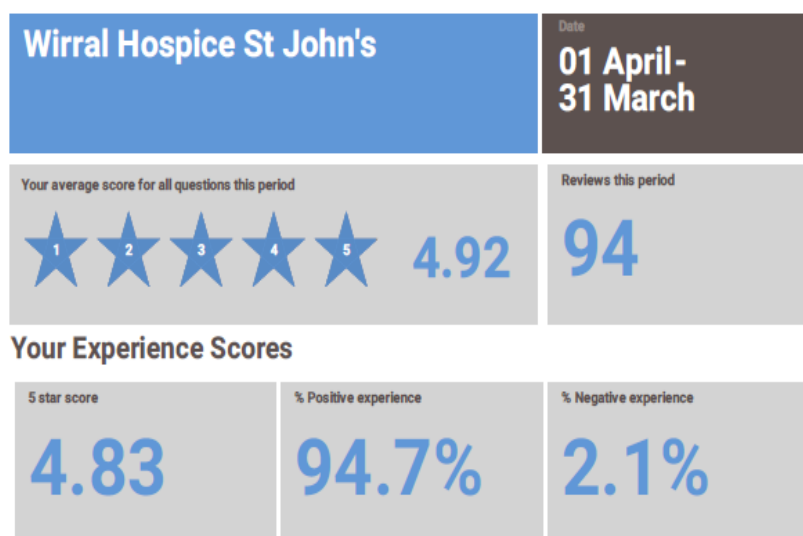 Wirral Hospice St John's
Date
01 April-
31 March
Your average score for all questions this period
1 2 3 4 5 4.92
Reviews this period
94
Your Experience Scores
5 star score
4.83
% Positive experience
94.7%
% Negative experience
2.1%